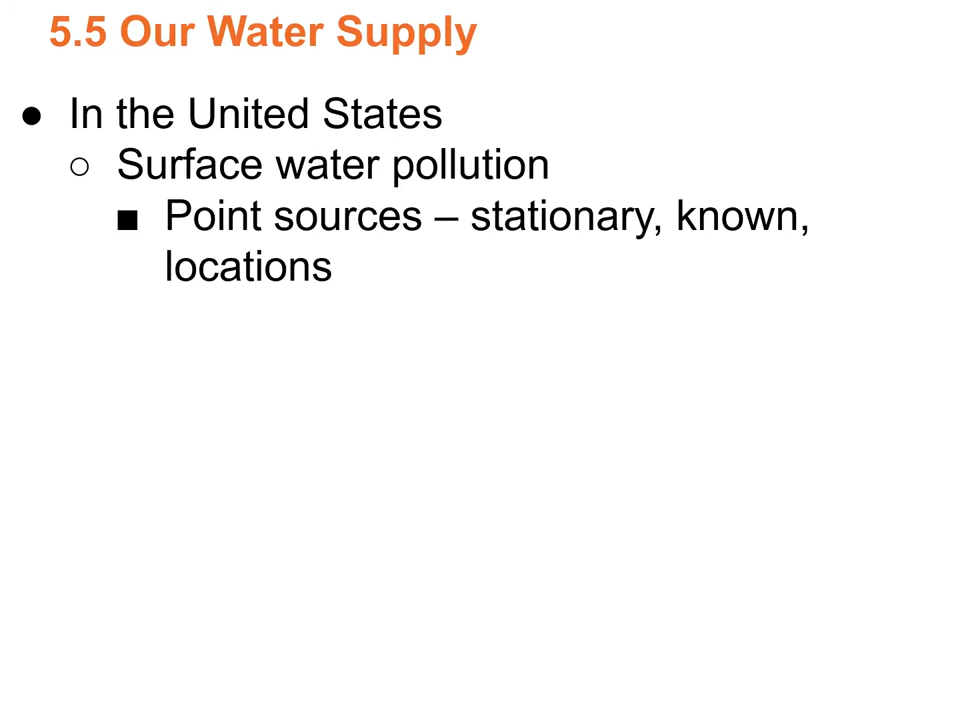 5.5 Our Water Supply
● In the United States
○ Surface water pollution
■ Point sources – stationary, known,
locations